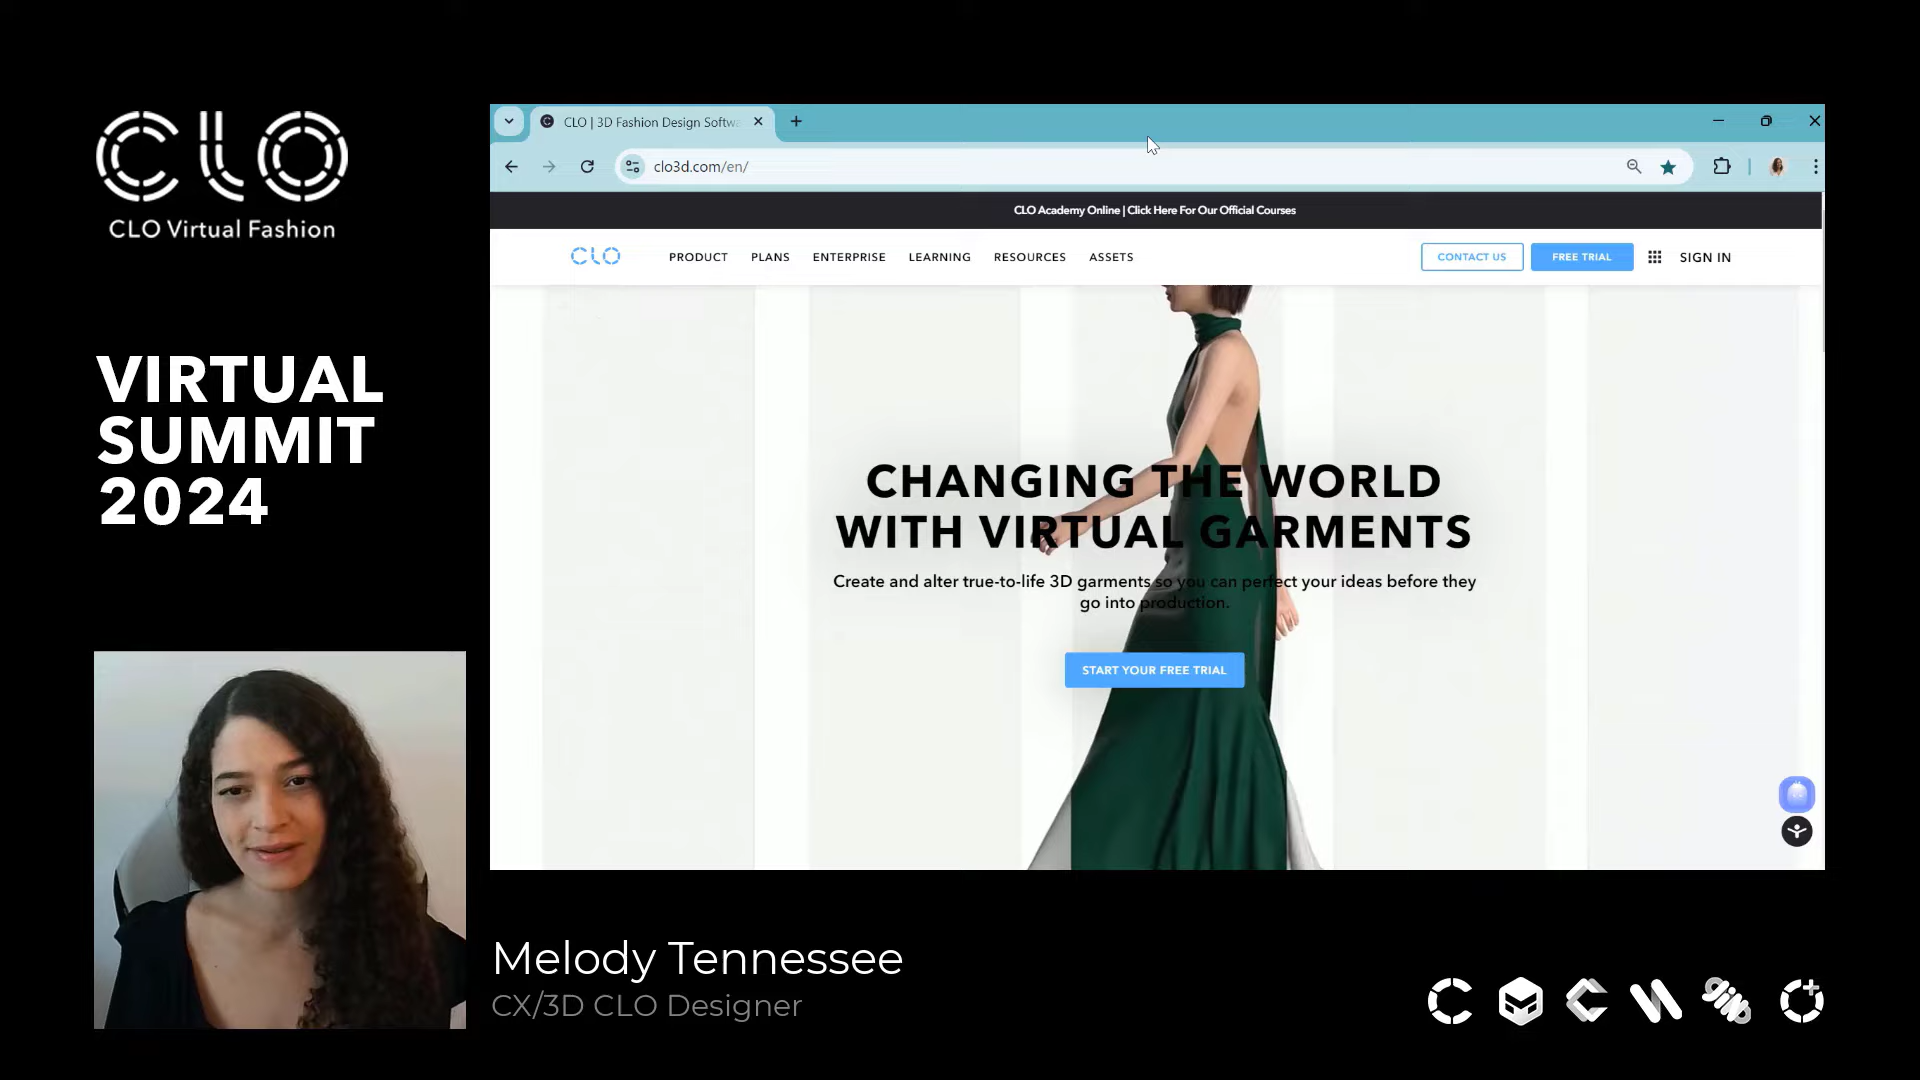 CLO
CLO Virtual Fashion
VIRTUAL
SUMMIT
2024
CLO | 3D Fashion Design Softwa
clo3d.com/en/
CLO Academy Online | Click Here For Our Official Courses
CLO
PRODUCT
PLANS
ENTERPRISE
LEARNING
RESOURCES
ASSETS
CONTACT US
FREE TRIAL
SIGN IN
CHANGING THE WORLD
WITH VIRTUAL GARMENTS
Create and alter true-to-life 3D garments so you can perfect your ideas before they
go into production.
START YOUR FREE TRIAL
Melody Tennessee
CX/3D CLO Designer